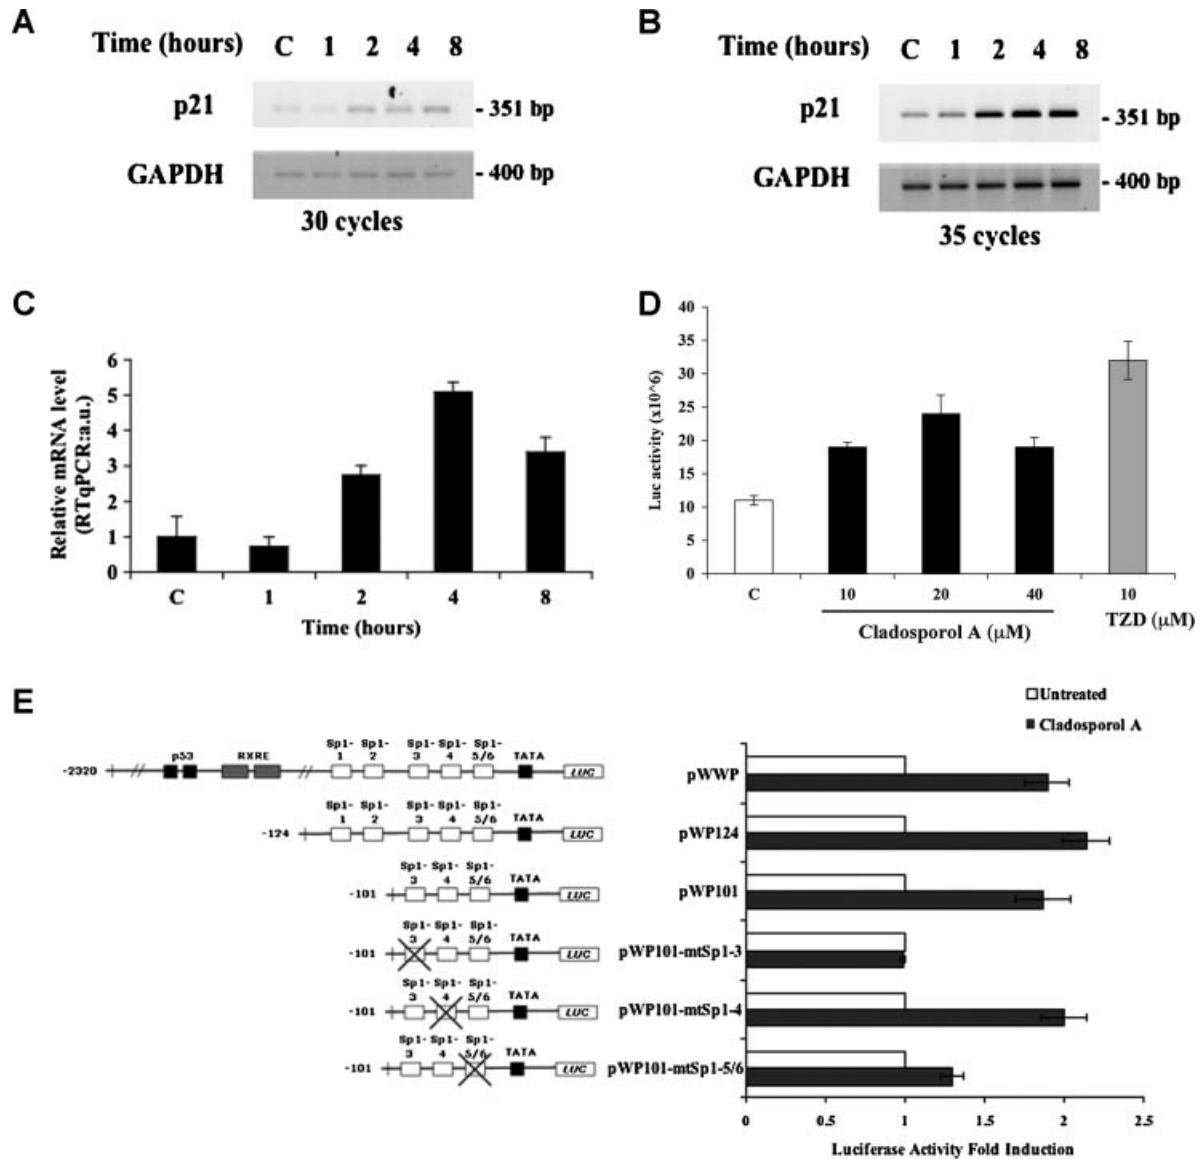 A
Time (hours) C 1 2 4 8
p21
- 351 bp
GAPDH
- 400 bp
30 cycles
B
Time (hours) C 1 2 4 8
p21
- 351 bp
GAPDH
- 400 bp
35 cycles
C
Relative mRNA level
(RTqPCR:a.u.)
6
5
4
3
2
1
0
C 1 2 4 8
Time (hours)
D
Luc activity (x10^6)
40
35
30
25
20
15
10
5
0
C 10 20 40 10
Cladosporol A (μM)
TZD (μM)
E
Untreated
Cladosporol A
p53 RXRE Sp1-1 Sp1-2 Sp1-3 Sp1-4 Sp1-5/6 TATA
-2320 LUC
pWWP
Sp1-1 Sp1-2 Sp1-3 Sp1-4 Sp1-5/6 TATA
-124 LUC
pWP124
Sp1-3 Sp1-4 Sp1-5/6 TATA
-101 LUC
pWP101
Sp1-3 Sp1-4 Sp1-5/6 TATA
-101 LUC
pWP101-mtSp1-3
Sp1-3 Sp1-4 Sp1-5/6 TATA
-101 LUC
pWP101-mtSp1-4
Sp1-3 Sp1-4 Sp1-5/6 TATA
-101 LUC
pWP101-mtSp1-5/6
0 0.5 1 1.5 2 2.5
Luciferase Activity Fold Induction